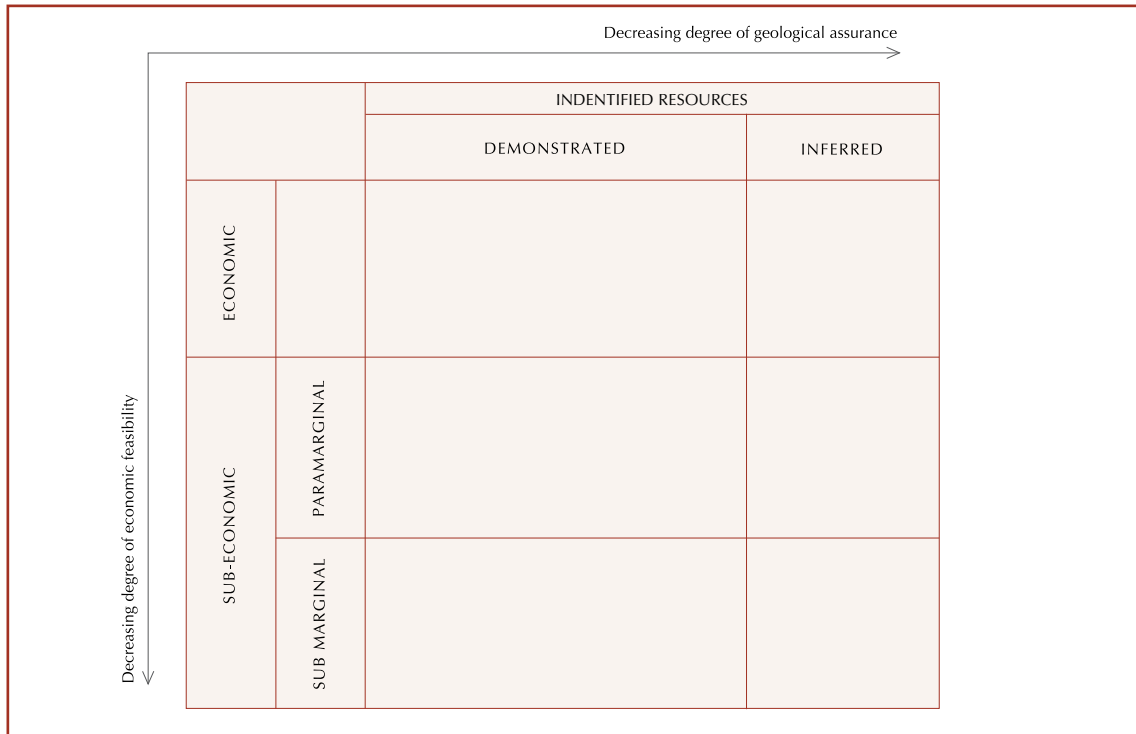 Decreasing degree of geological assurance
INDENTIFIED RESOURCES
DEMONSTRATED
INFERRED
ECONOMIC
Decreasing degree of economic feasibility
SUB-ECONOMIC
PARAMARGINAL
SUB MARGINAL